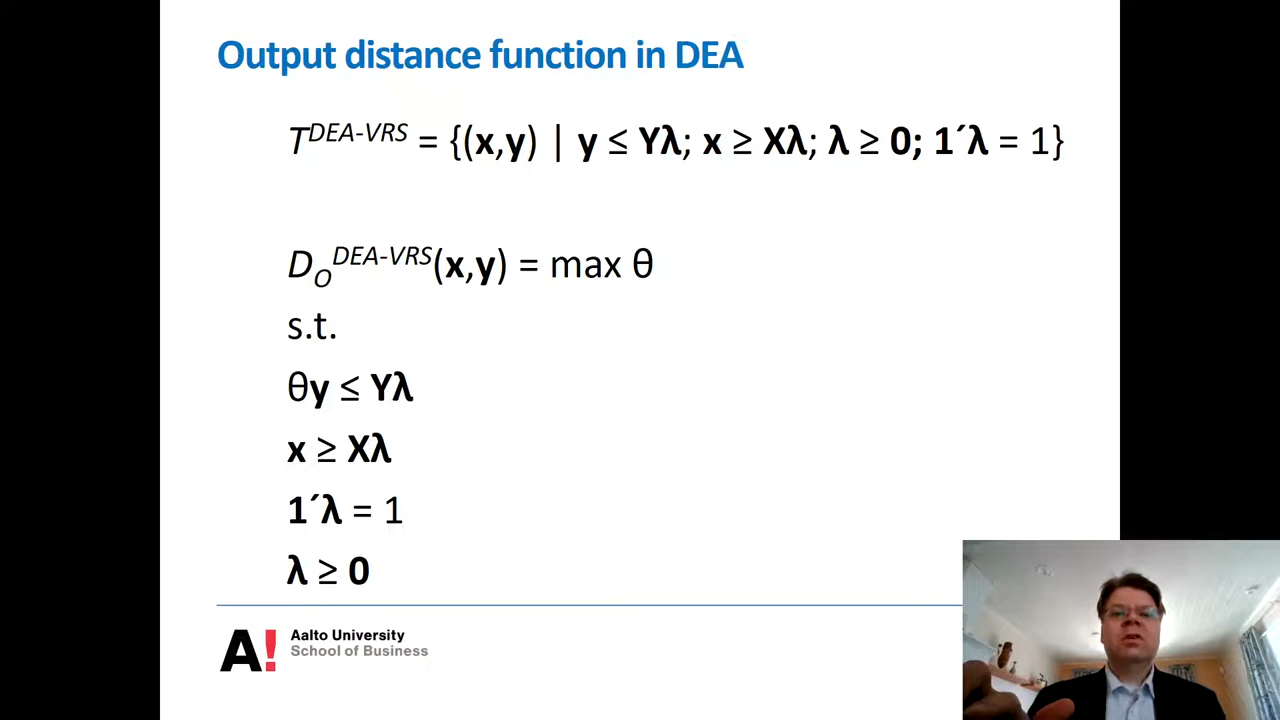 Output distance function in DEA
T^DEA-VRS = {(x,y) | y ≤ Yλ; x ≥ Xλ; λ ≥ 0; 1´λ = 1}
D_O^DEA-VRS(x,y) = max θ
s.t.
θy ≤ Yλ
x ≥ Xλ
1´λ = 1
λ ≥ 0
A! Aalto University
School of Business